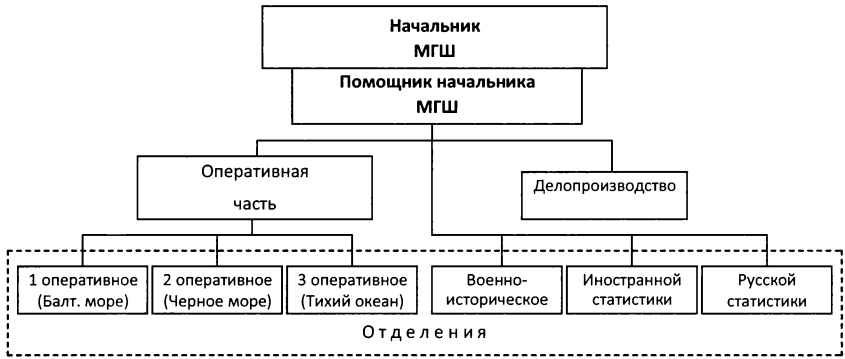 Начальник
МГШ
Помощник начальника
МГШ
Оперативная
часть
Делопроизводство
1 оперативное
(Балт. море)
2 оперативное
(Черное море)
3 оперативное
(Тихий океан)
Военно-
историческое
Иностранной
статистики
Русской
статистики
Отделения